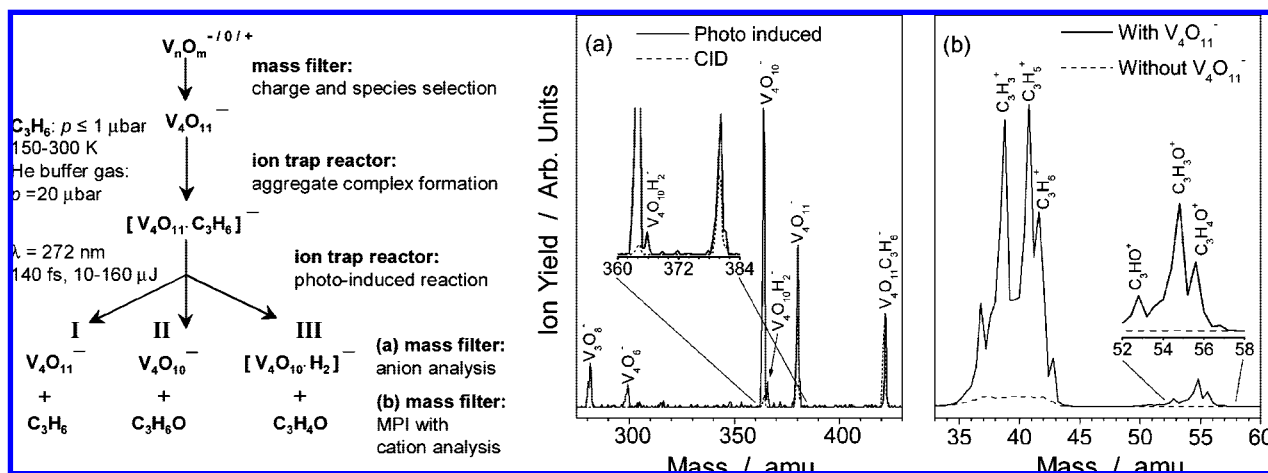 VnOm - / 0 / +
mass filter:
charge and species selection
V4O11 −
C3H6: p ≤ 1 μbar
150-300 K
He buffer gas:
p =20 μbar
ion trap reactor:
aggregate complex formation
[V4O11· C3H6] −
λ = 272 nm
140 fs, 10-160 μJ
ion trap reactor:
photo-induced reaction
I II III
V4O11− V4O10− [V4O10· H2]−
+ + +
C3H6 C3H6O C3H4O
(a) mass filter:
anion analysis
(b) mass filter:
MPI with
cation analysis
Ion Yield / Arb. Units
(a)
Photo induced
CID
V4O10-
V4O10H2-
360 372 384
V3O8-
V4O6-
V4O10H2-
V4O11-
V4O11C3H6-
300 350 400
Mass / amu
(b)
With V4O11-
Without V4O11-
C3H3+
C3H5+
C3H6+
C3HO+
C3H3O+
C3H4O+
52 54 56 58
35 40 45 50 55 60
Mass / amu